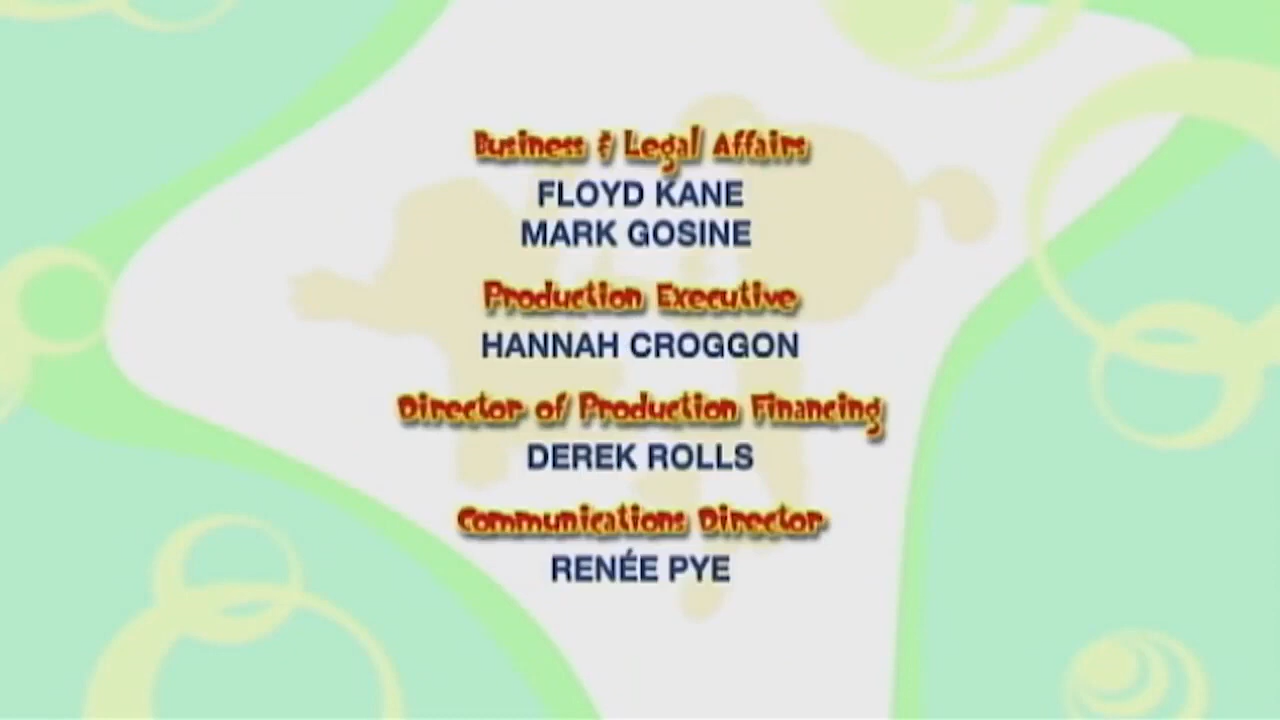 Business & Legal Affairs
FLOYD KANE
MARK GOSINE
Production Executive
HANNAH CROGGON
Director of Production Financing
DEREK ROLLS
Communications Director
RENÉE PYE